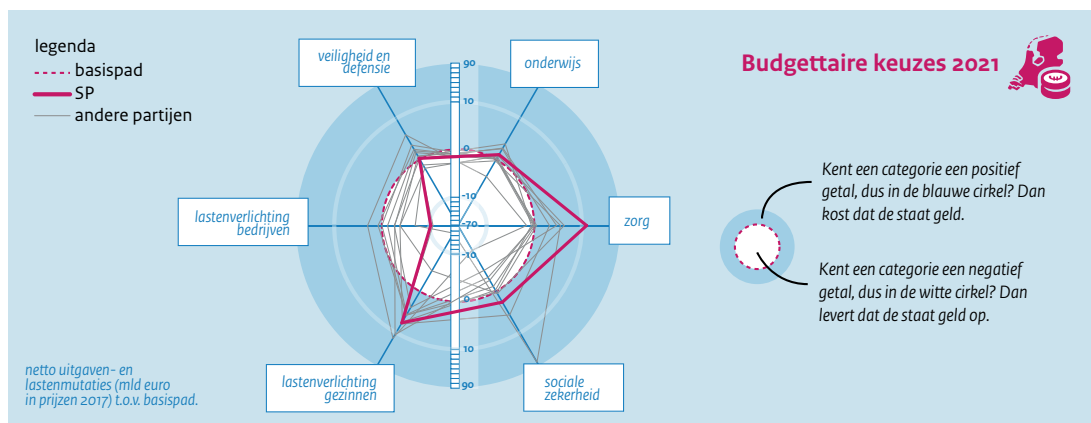 legenda
basispad
SP
andere partijen
veiligheid en
defensie
onderwijs
Budgettaire keuzes 2021
90
10
0
-10
-70
-10
0
10
90
lastenverlichting
bedrijven
zorg
Kent een categorie een positief
getal, dus in de blauwe cirkel? Dan
kost dat de staat geld.
Kent een categorie een negatief
getal, dus in de witte cirkel? Dan
levert dat de staat geld op.
netto uitgaven- en
lastenmutaties (mld euro
in prijzen 2017) t.o.v. basispad.
lastenverlichting
gezinnen
sociale
zekerheid